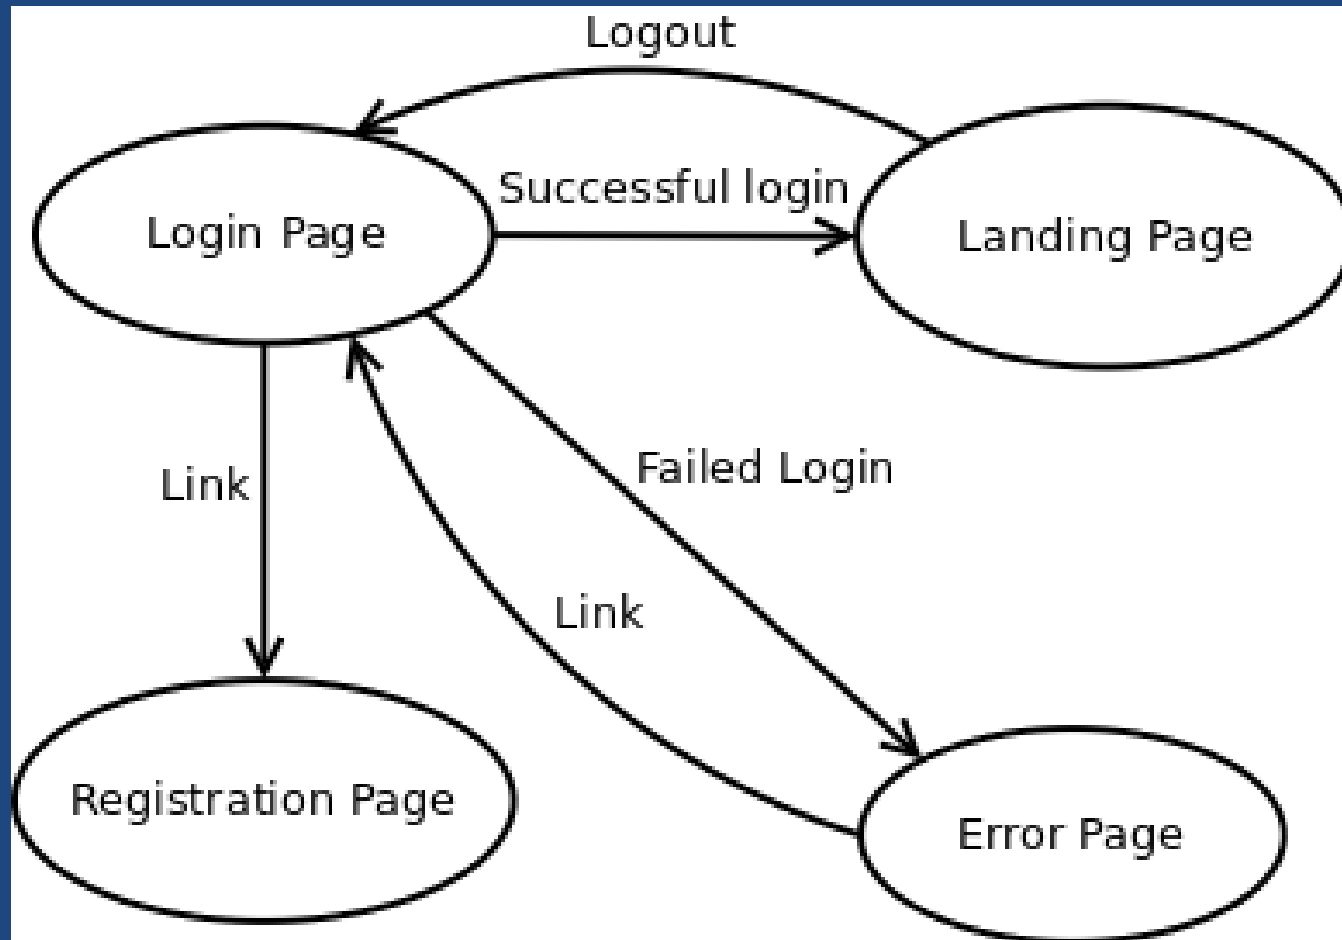 Logout
Successful login
Login Page
Landing Page
Failed Login
Link
Link
Registration Page
Error Page